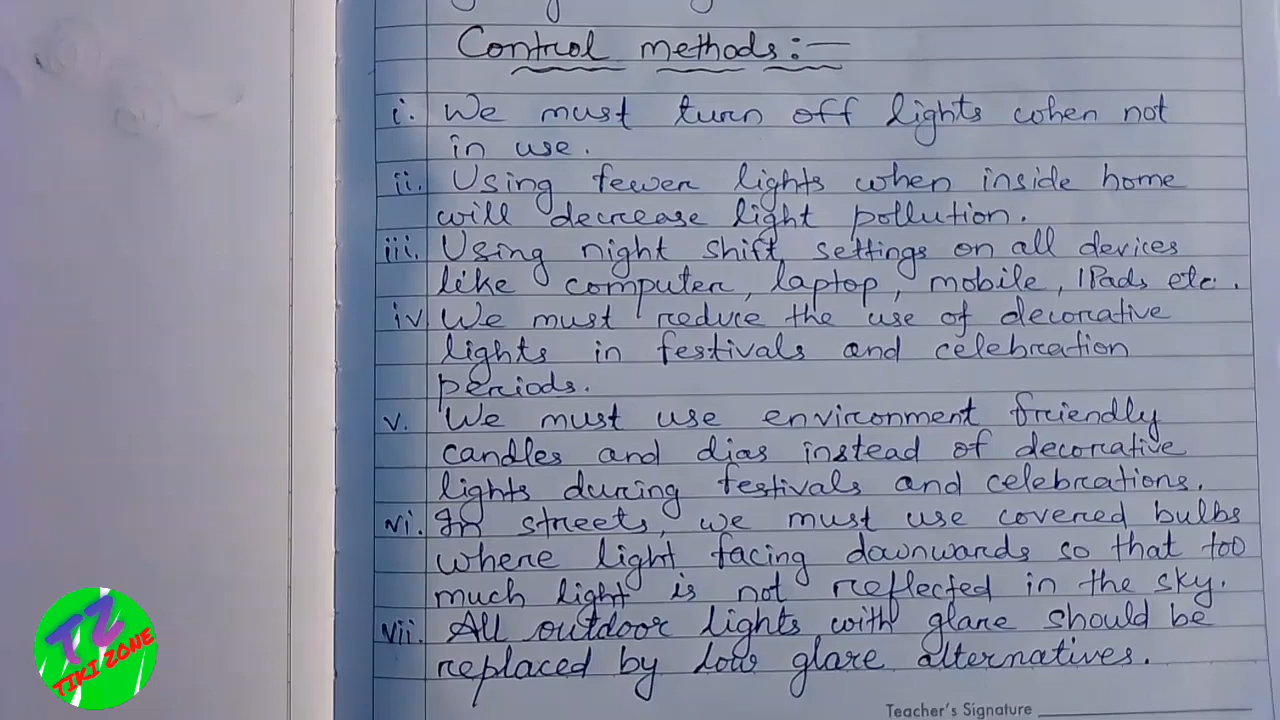 Control methods:—
i. We must turn off lights when not
in use.
ii. Using fewer lights when inside home
will decrease light pollution.
iii. Using night shift settings on all devices
like computer, laptop, mobile, IPads etc.
iv. We must reduce the use of decorative
lights in festivals and celebration
periods.
v. We must use environment friendly
candles and dias instead of decorative
lights during festivals and celebrations.
vi. In streets, we must use covered bulbs
where light facing downwards so that too
much light is not reflected in the sky.
vii. All outdoor lights with glare should be
replaced by low glare alternatives.
Teacher's Signature
TZ
TIKI ZONE